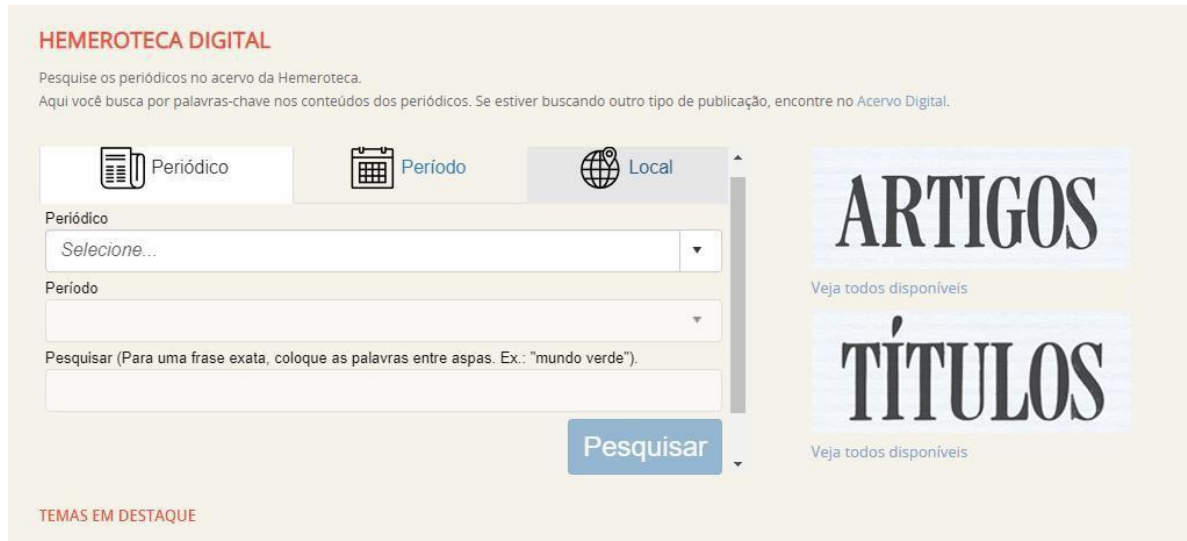 HEMEROTECA DIGITAL
Pesquise os periódicos no acervo da Hemeroteca.
Aqui você busca por palavras-chave nos conteúdos dos periódicos. Se estiver buscando outro tipo de publicação, encontre no Acervo Digital.
Periódico Período Local
Periódico
Selecione...
Período
Pesquisar (Para uma frase exata, coloque as palavras entre aspas. Ex.: "mundo verde").
Pesquisar
ARTIGOS
Veja todos disponíveis
TÍTULOS
Veja todos disponíveis
TEMAS EM DESTAQUE